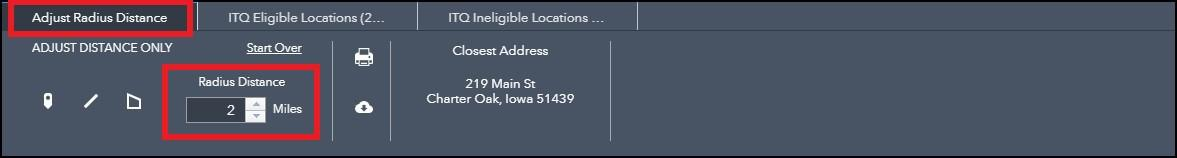 Adjust Radius Distance
ITQ Eligible Locations (2...
ITQ Ineligible Locations ...
ADJUST DISTANCE ONLY
Start Over
Radius Distance
2 Miles
Closest Address
219 Main St
Charter Oak, Iowa 51439